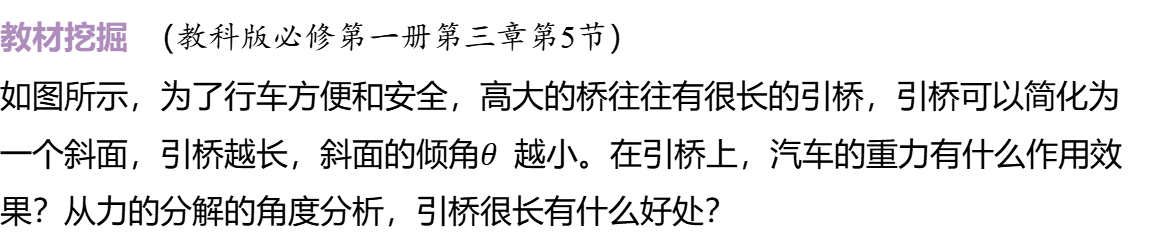 教材挖掘 （教科版必修第一册第三章第5节）
如图所示，为了行车方便和安全，高大的桥往往有很长的引桥，引桥可以简化为
一个斜面，引桥越长，斜面的倾角θ 越小。在引桥上，汽车的重力有什么作用效
果？从力的分解的角度分析，引桥很长有什么好处？